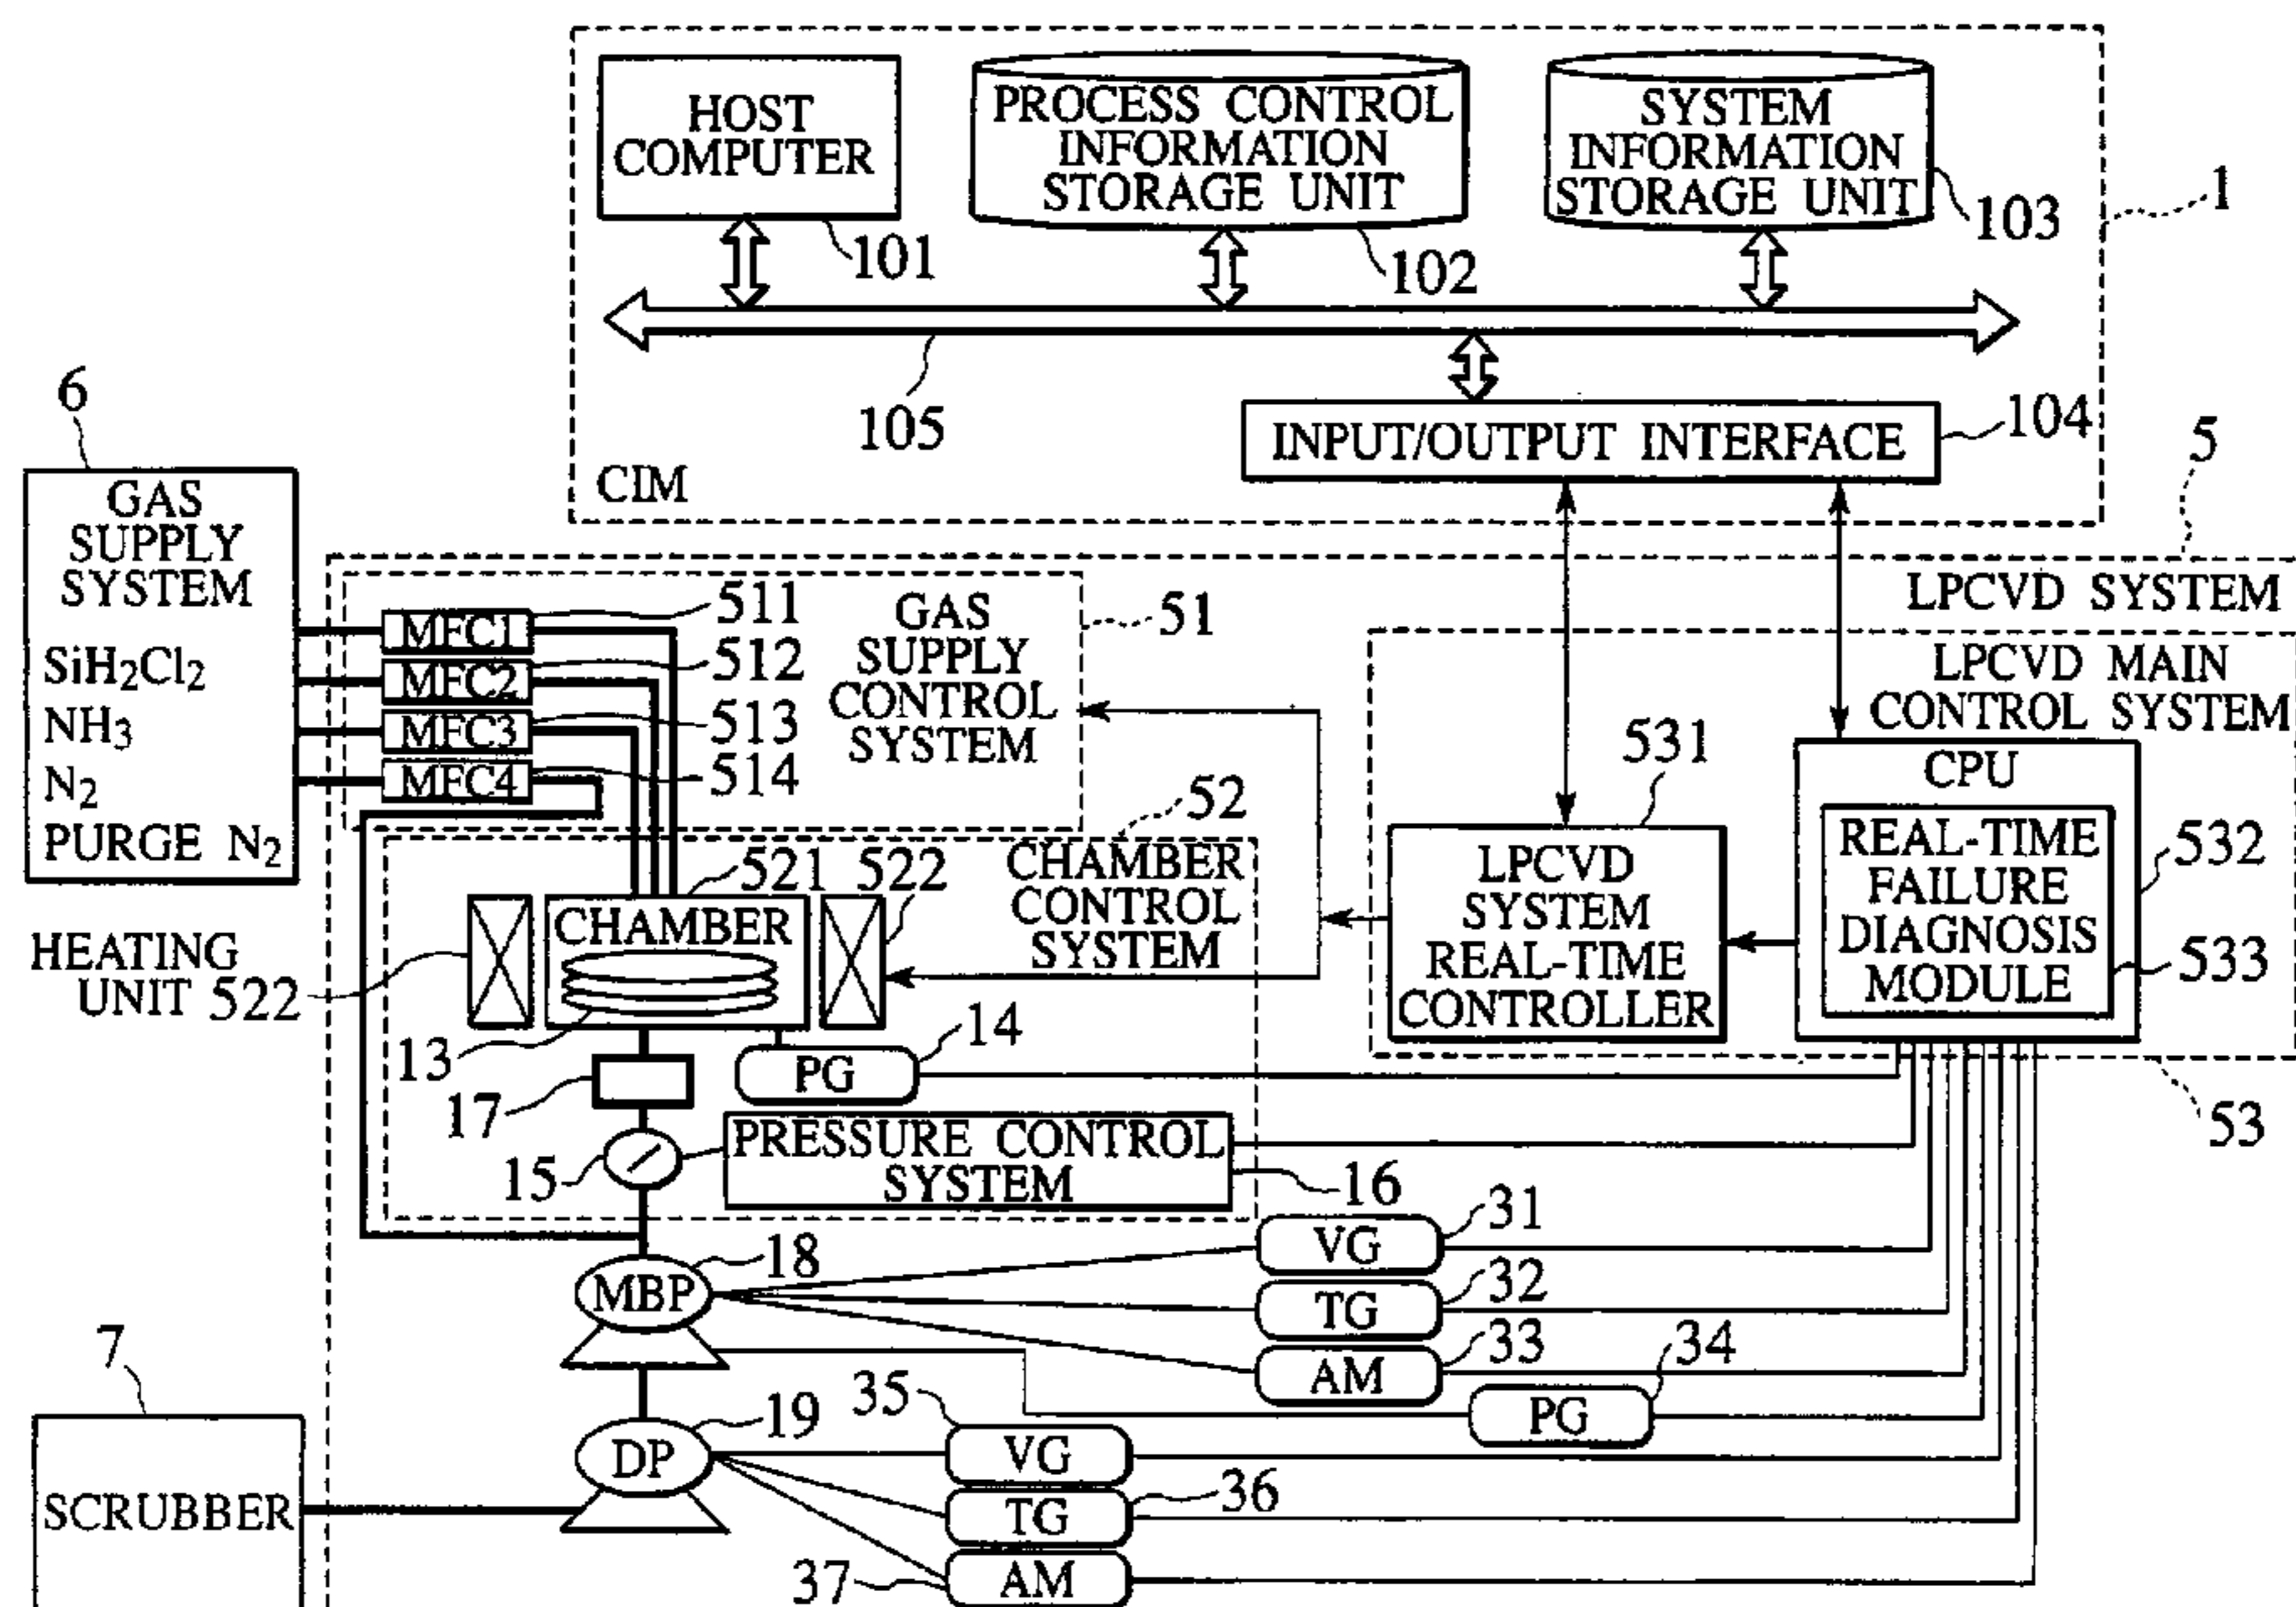 HOST
COMPUTER
101
PROCESS CONTROL
INFORMATION
STORAGE UNIT
102
SYSTEM
INFORMATION
STORAGE UNIT
103
1
105
INPUT/OUTPUT INTERFACE
104
CIM
5
LPCVD SYSTEM
6
GAS
SUPPLY
SYSTEM
SiH₂Cl₂
NH₃
N₂
PURGE N₂
MFC1
511
MFC2
512
MFC3
513
MFC4
514
GAS
SUPPLY
CONTROL
SYSTEM
51
LPCVD MAIN
CONTROL SYSTEM
531
LPCVD
SYSTEM
REAL-TIME
CONTROLLER
CPU
REAL-TIME
FAILURE
DIAGNOSIS
MODULE
532
533
53
52
CHAMBER
CONTROL
SYSTEM
521
522
CHAMBER
HEATING
UNIT 522
13
PG
14
17
15
PRESSURE CONTROL
SYSTEM
16
MBP
18
VG
31
TG
32
AM
33
PG
34
DP
19
VG
35
TG
36
AM
37
7
SCRUBBER